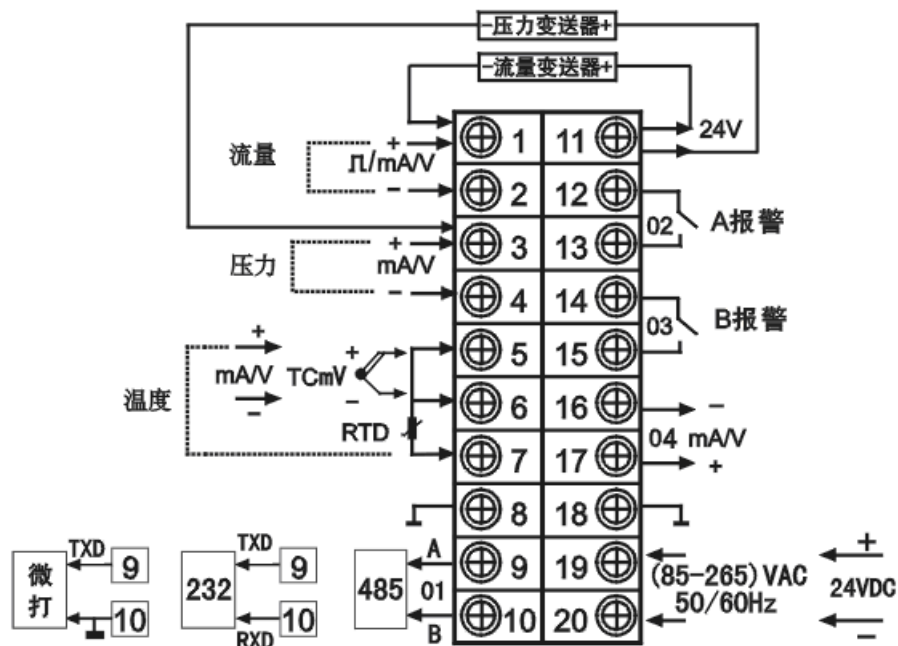 -压力变送器+
-流量变送器+
流量
+
⎍/mA/V
-
1
11
24V
2
12
02
A报警
3
13
压力
+
mA/V
-
4
14
03
B报警
5
15
温度
+
mA/V
-
TCmV
+
-
RTD
6
16
-
04 mA/V
7
17
+
8
18
微打
TXD
9
10
232
TXD
9
RXD
10
485
A
01
B
9
19
10
20
(85-265)VAC
50/60Hz
+
24VDC
-